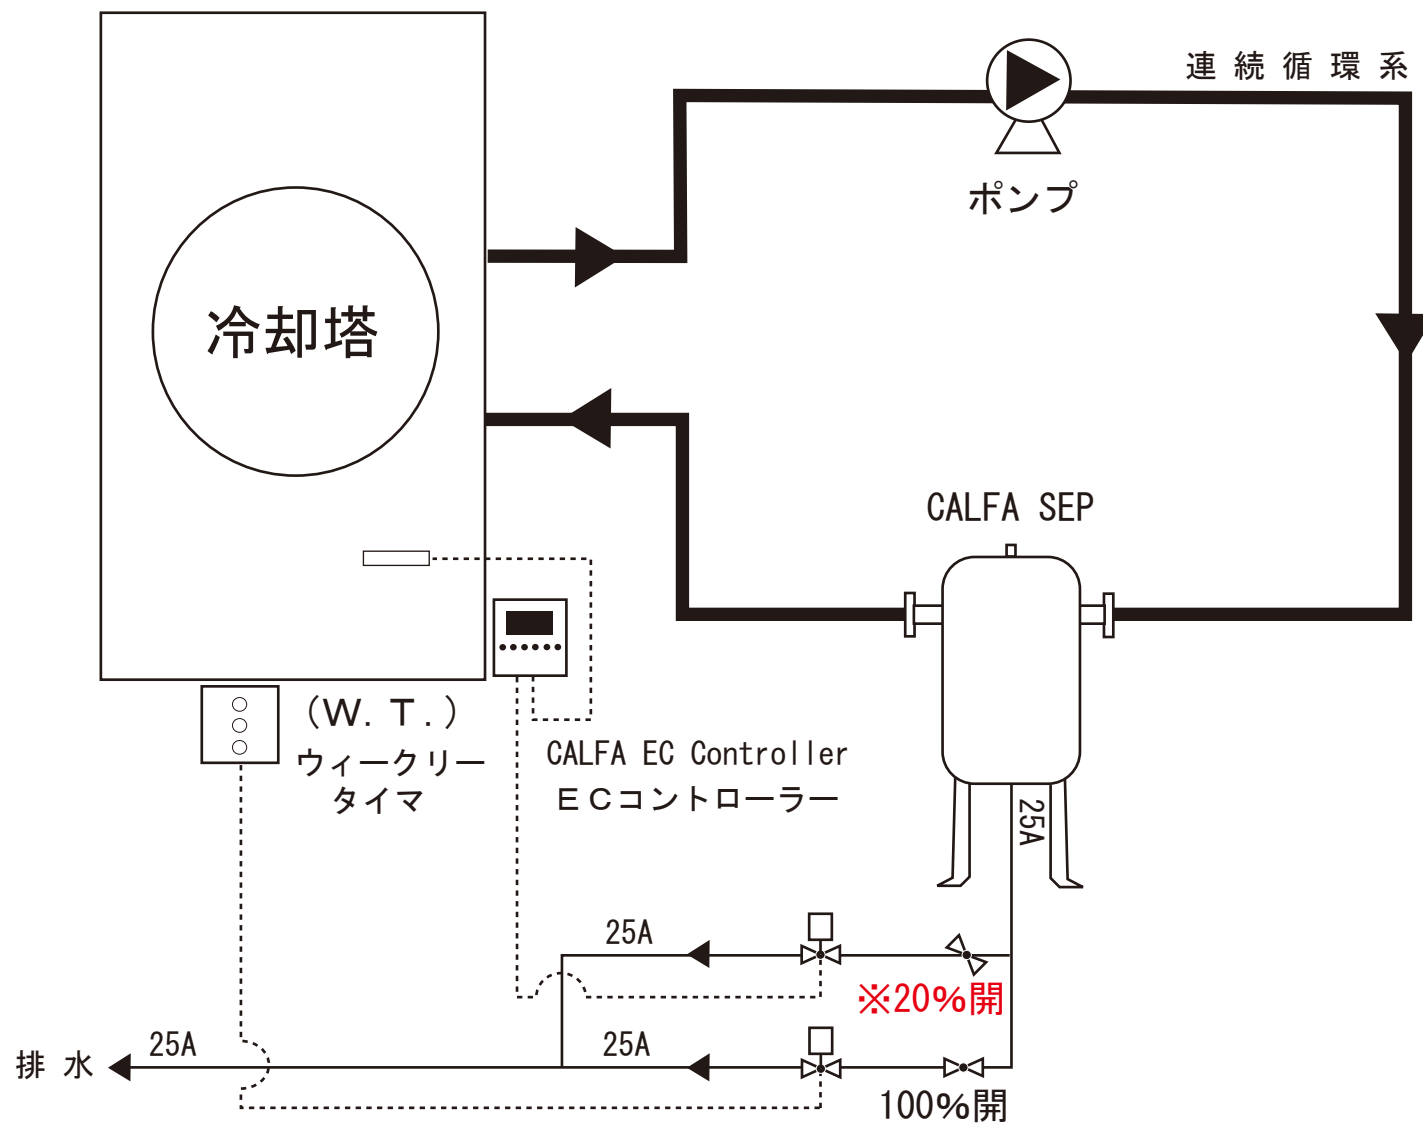 連続循環系
ポンプ
冷却塔
CALFA SEP
(W. T.)
ウィークリー
タイマ
CALFA EC Controller
ECコントローラー
25A
25A
※20%開
25A
25A
排水
100%開